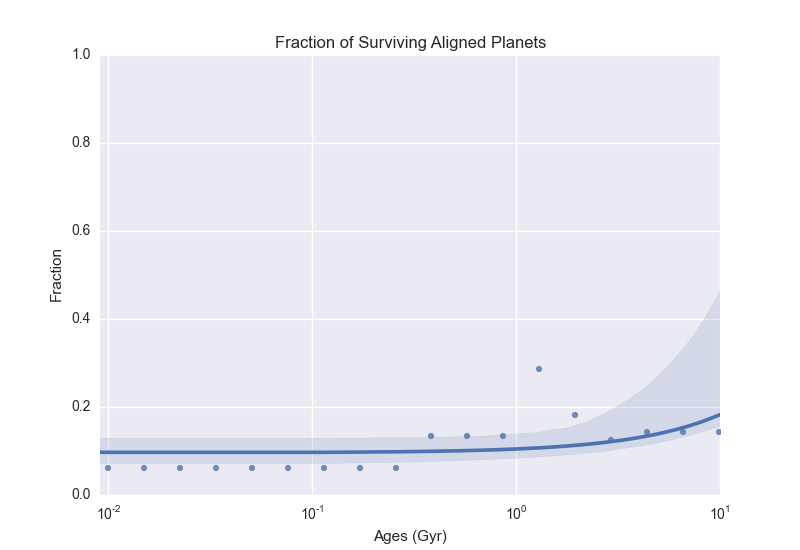 Fraction of Surviving Aligned Planets
1.0
0.8
0.6
0.4
0.2
0.0
Fraction
10⁻² 10⁻¹ 10⁰ 10¹
Ages (Gyr)